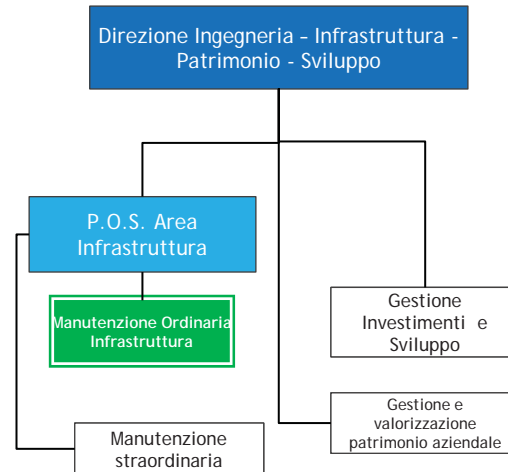 Direzione Ingegneria – Infrastruttura -
Patrimonio - Sviluppo
P.O.S. Area
Infrastruttura
Manutenzione Ordinaria
Infrastruttura
Gestione
Investimenti e
Sviluppo
Gestione e
valorizzazione
patrimonio aziendale
Manutenzione
straordinaria